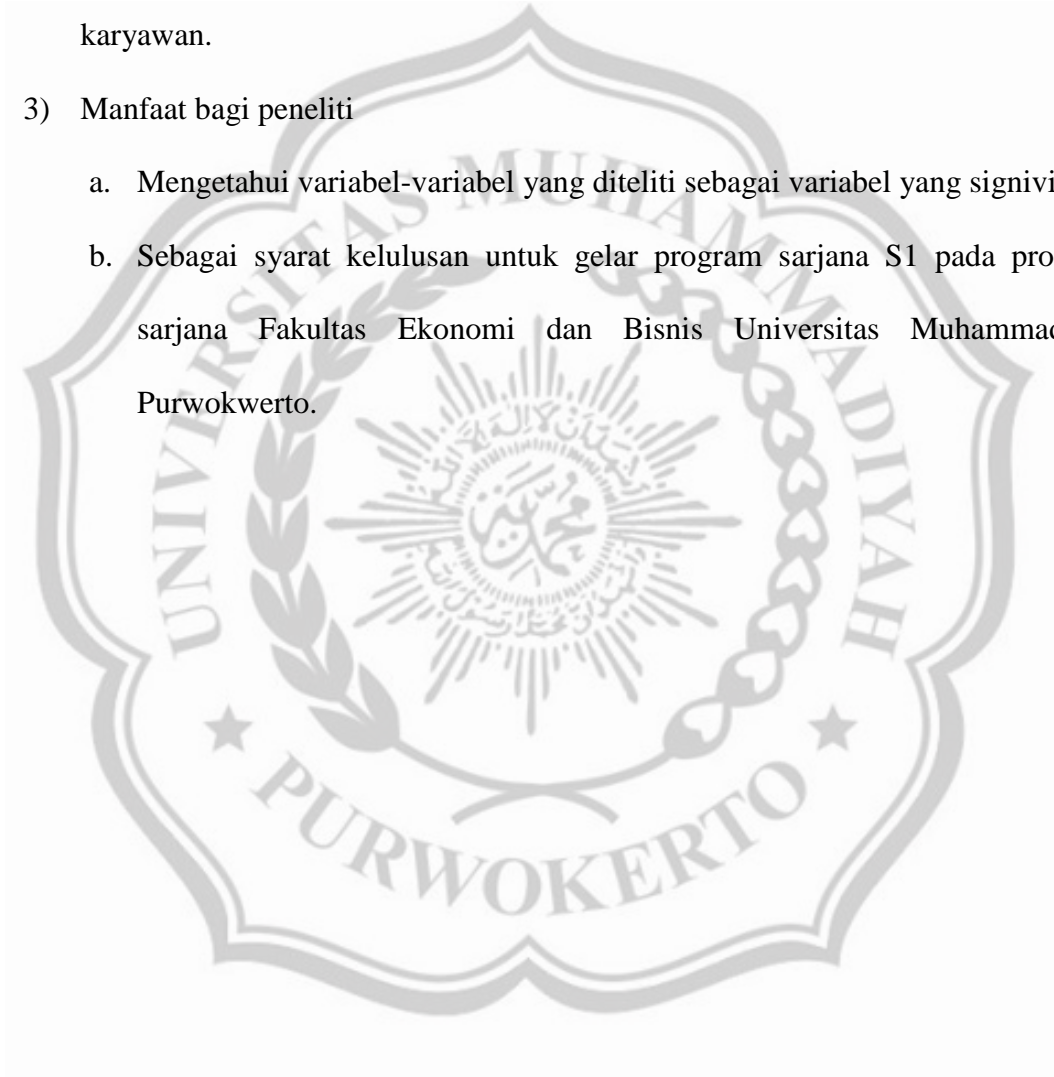 karyawan.
3) Manfaat bagi peneliti
a. Mengetahui variabel-variabel yang diteliti sebagai variabel yang signivi
b. Sebagai syarat kelulusan untuk gelar program sarjana S1 pada pro
sarjana Fakultas Ekonomi dan Bisnis Universitas Muhammad
Purwokwerto.
UNIVERSITAS MUHAMMADIYAH
PURWOKERTO